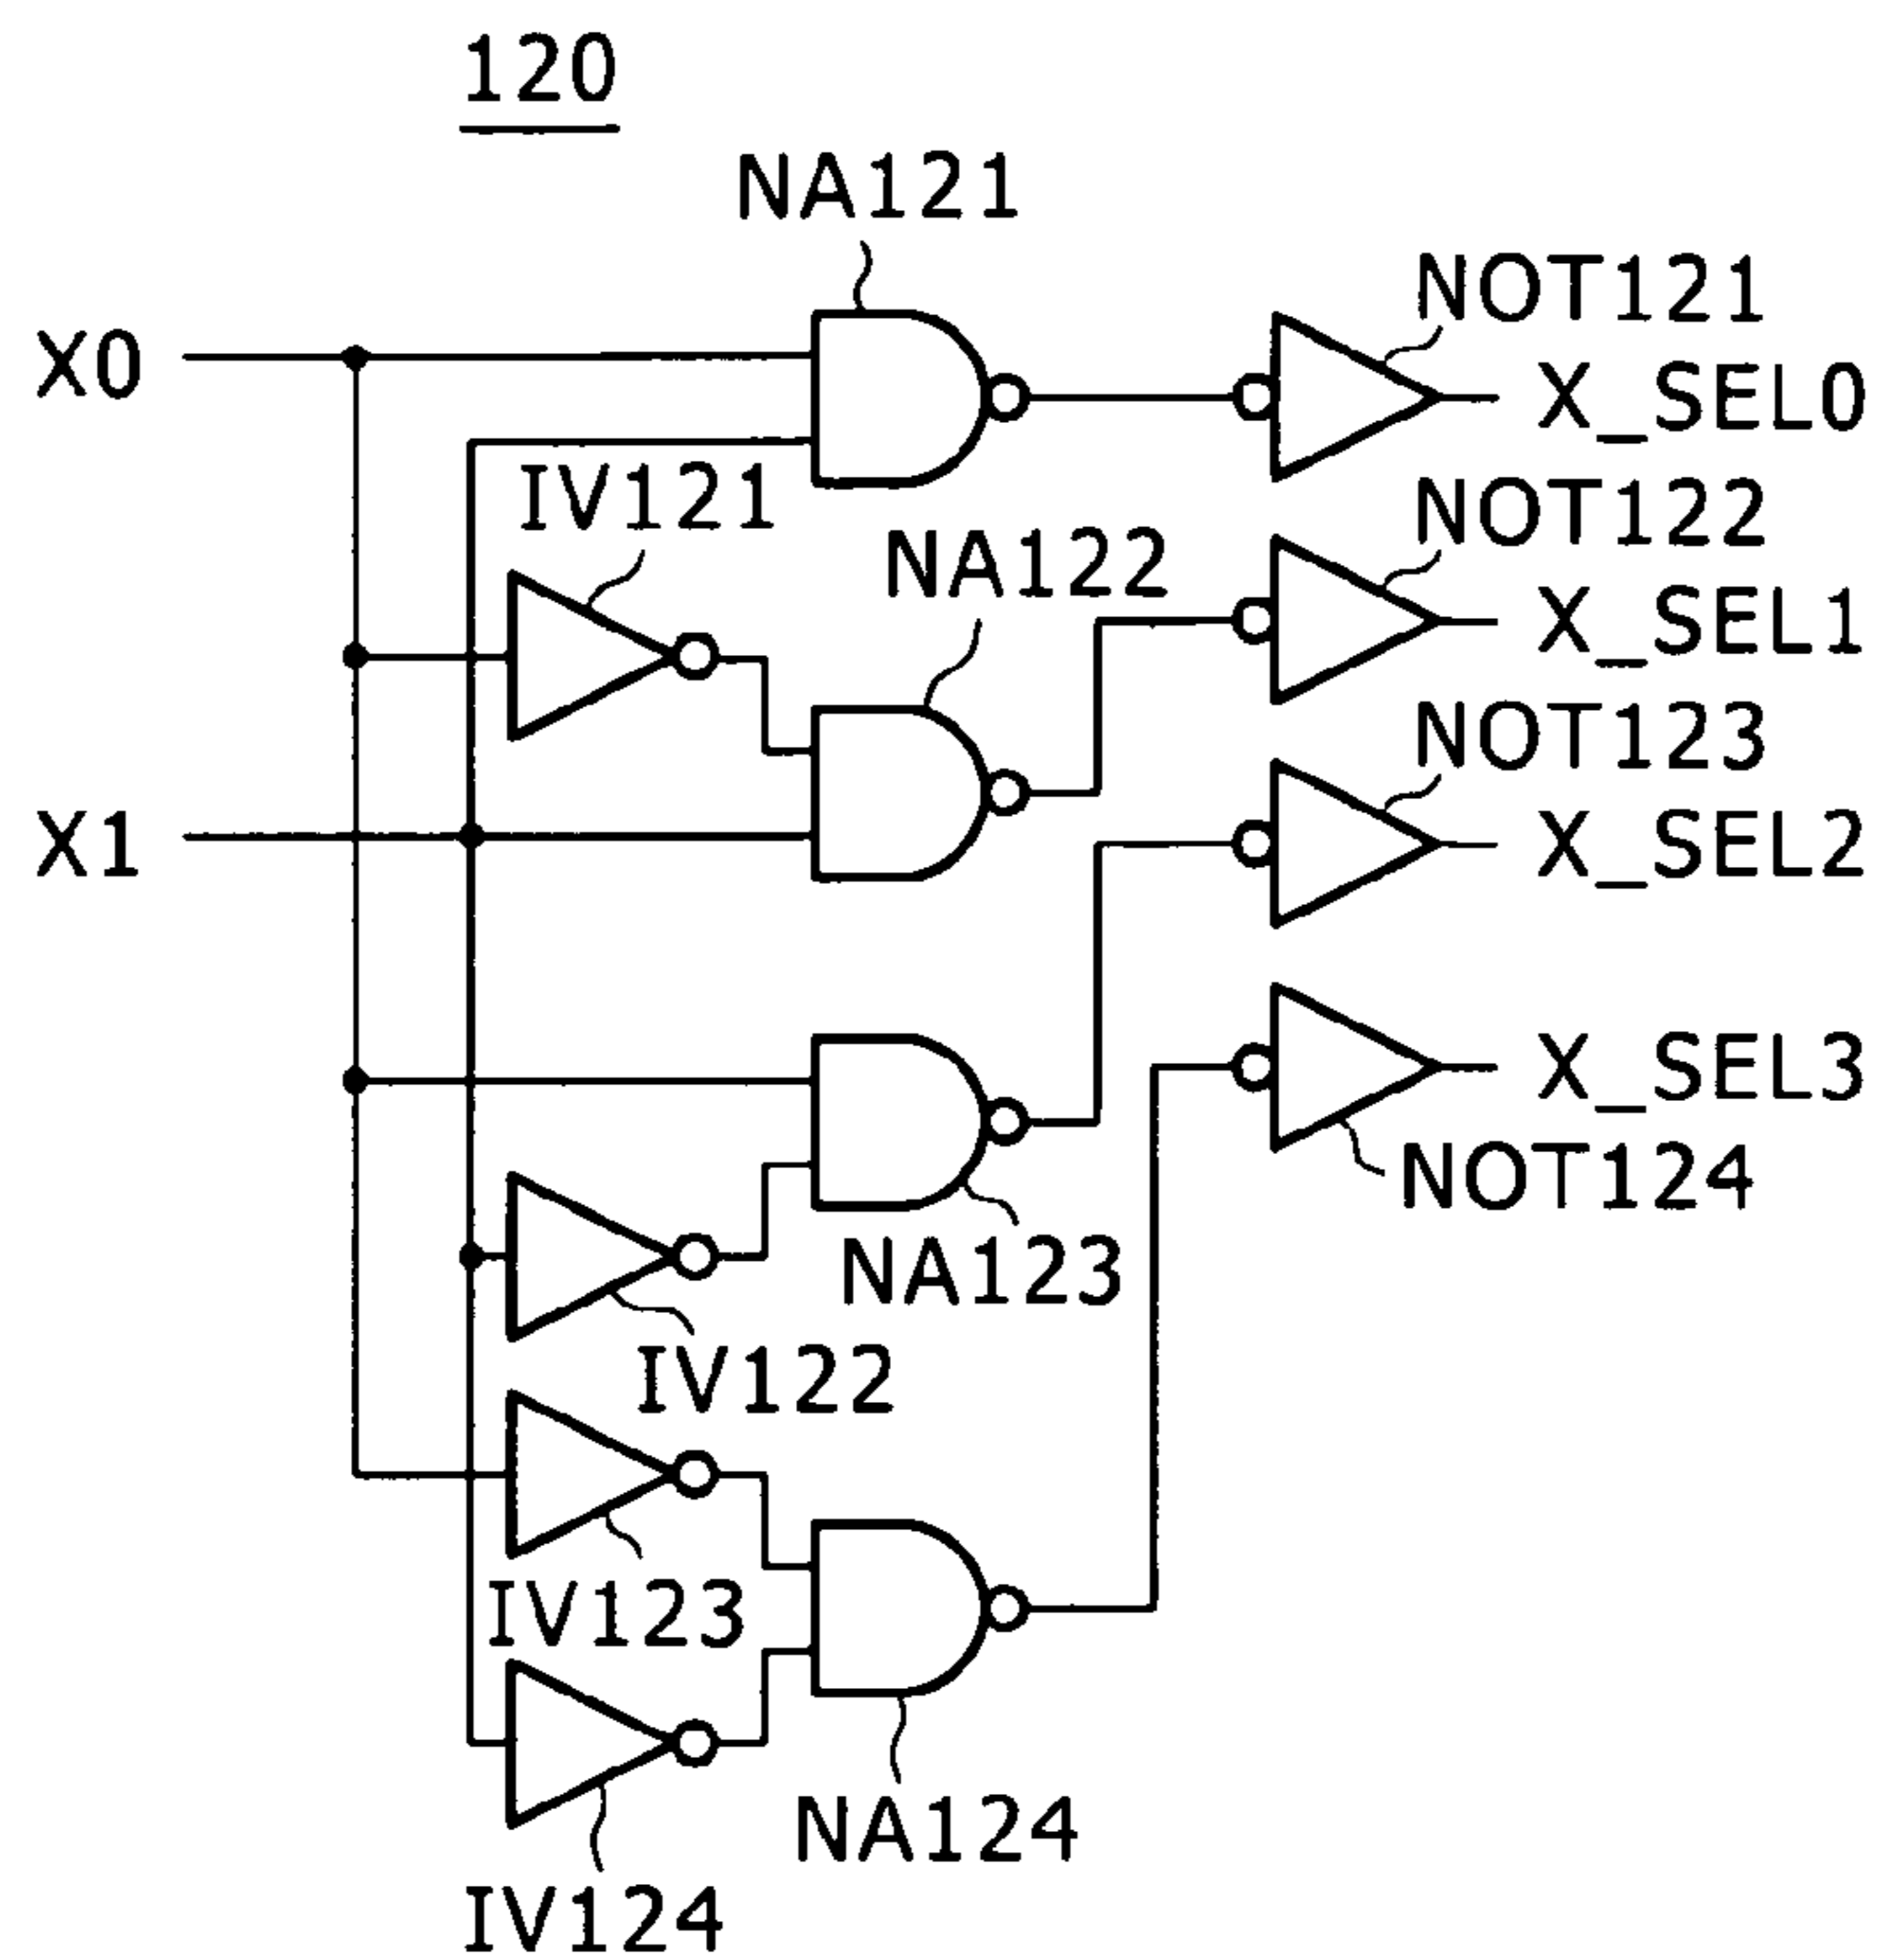 120
NA121
NOT121
X0
X_SEL0
IV121
NOT122
NA122
X_SEL1
NOT123
X1
X_SEL2
X_SEL3
NOT124
NA123
IV122
IV123
NA124
IV124